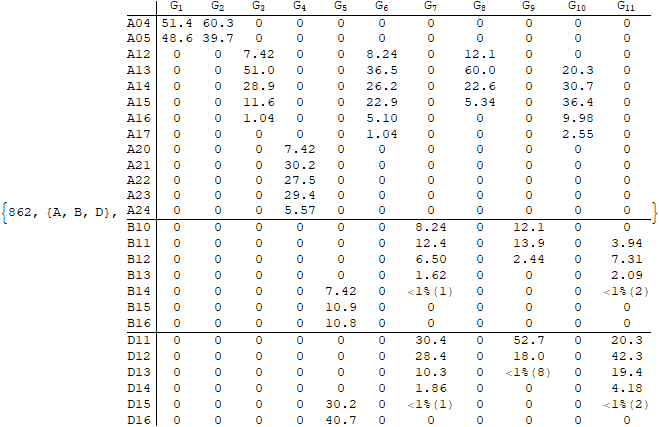 G₁ G₂ G₃ G₄ G₅ G₆ G₇ G₈ G₉ G₁₀ G₁₁
A04 51.4 60.3 0 0 0 0 0 0 0 0 0
A05 48.6 39.7 0 0 0 0 0 0 0 0 0
A12 0 0 7.42 0 0 8.24 0 12.1 0 0 0
A13 0 0 51.0 0 0 36.5 0 60.0 0 20.3 0
A14 0 0 28.9 0 0 26.2 0 22.6 0 30.7 0
A15 0 0 11.6 0 0 22.9 0 5.34 0 36.4 0
A16 0 0 1.04 0 0 5.10 0 0 0 9.98 0
A17 0 0 0 0 0 1.04 0 0 0 2.55 0
A20 0 0 0 7.42 0 0 0 0 0 0 0
A21 0 0 0 30.2 0 0 0 0 0 0 0
A22 0 0 0 27.5 0 0 0 0 0 0 0
A23 0 0 0 29.4 0 0 0 0 0 0 0
{862, {A, B, D}, A24 0 0 0 5.57 0 0 0 0 0 0 0 }
B10 0 0 0 0 0 0 8.24 0 12.1 0 0
B11 0 0 0 0 0 0 12.4 0 13.9 0 3.94
B12 0 0 0 0 0 0 6.50 0 2.44 0 7.31
B13 0 0 0 0 0 0 1.62 0 0 0 2.09
B14 0 0 0 0 7.42 0 <1%(1) 0 0 0 <1%(2)
B15 0 0 0 0 10.9 0 0 0 0 0 0
B16 0 0 0 0 10.8 0 0 0 0 0 0
D11 0 0 0 0 0 0 30.4 0 52.7 0 20.3
D12 0 0 0 0 0 0 28.4 0 18.0 0 42.3
D13 0 0 0 0 0 0 10.3 0 <1%(8) 0 19.4
D14 0 0 0 0 0 0 1.86 0 0 0 4.18
D15 0 0 0 0 30.2 0 <1%(1) 0 0 0 <1%(2)
D16 0 0 0 0 40.7 0 0 0 0 0 0